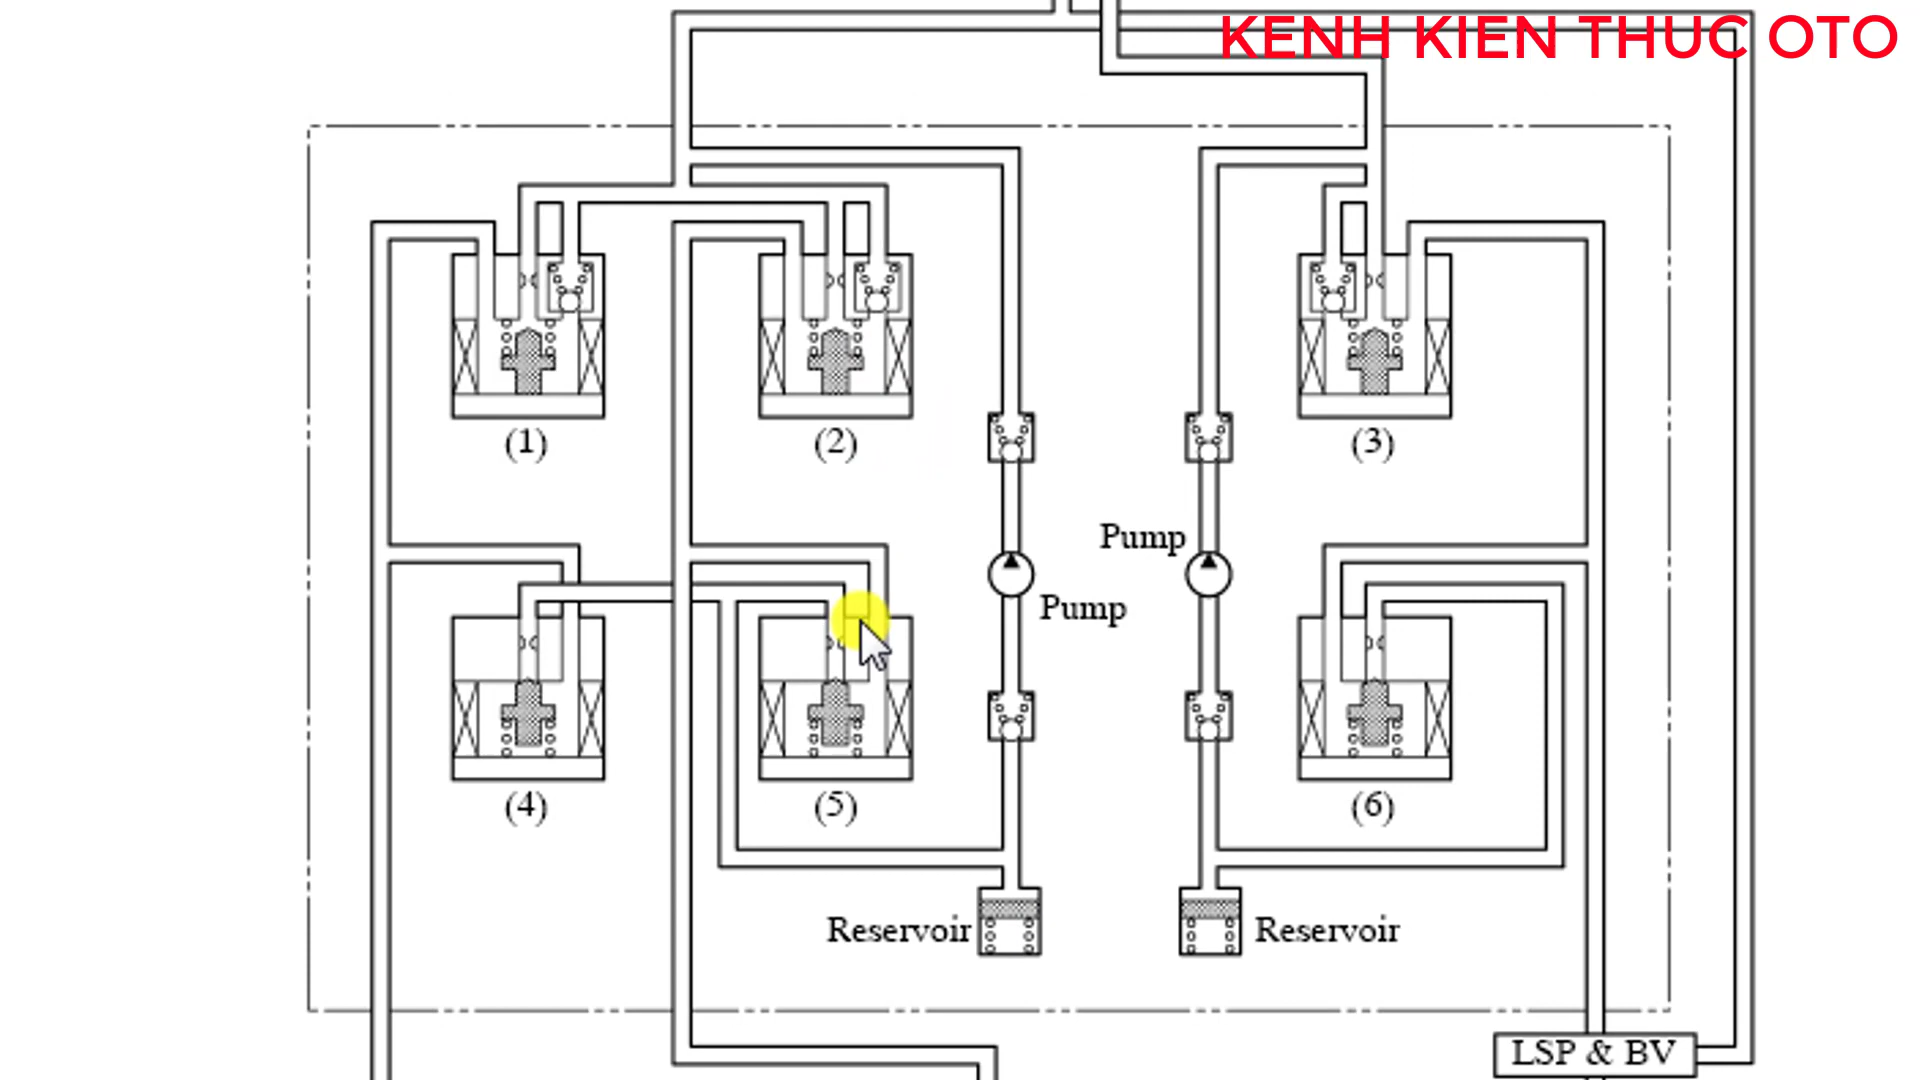 KENH KIEN THUC OTO
(1)
(2)
(3)
Pump
Pump
(4)
(5)
(6)
Reservoir
Reservoir
LSP & BV